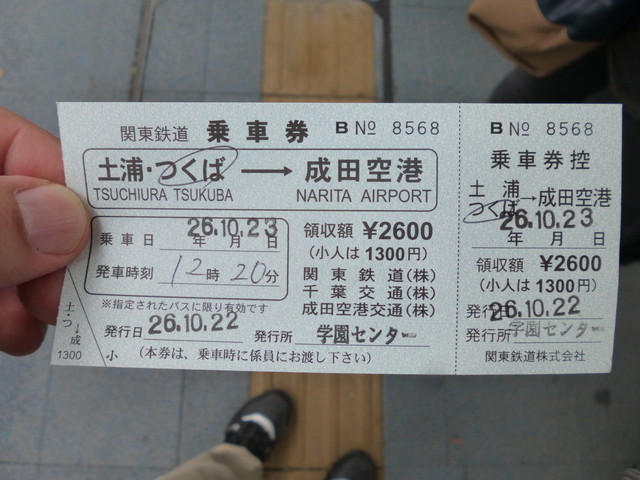 関東鉄道 乗車券 B No 8568
土浦・つくば → 成田空港
TSUCHIURA TSUKUBA NARITA AIRPORT
乗車日 26.10.23 年 月 日
発車時刻 12時20分
領収額 ¥2600
(小人は1300円)
関東鉄道(株)
千葉交通(株)
成田空港交通(株)
※指定されたバスに限り有効です
発行日 26.10.22 発行所 学園センター
(本券は、乗車時に係員にお渡し下さい)
土・つ→成
1300 小
B No 8568
乗車券控
土浦
つくば→成田空港
26.10.23
年 月 日
領収額 ¥2600
(小人は1300円)
発行日 26.10.22
発行所 学園センター
関東鉄道株式会社